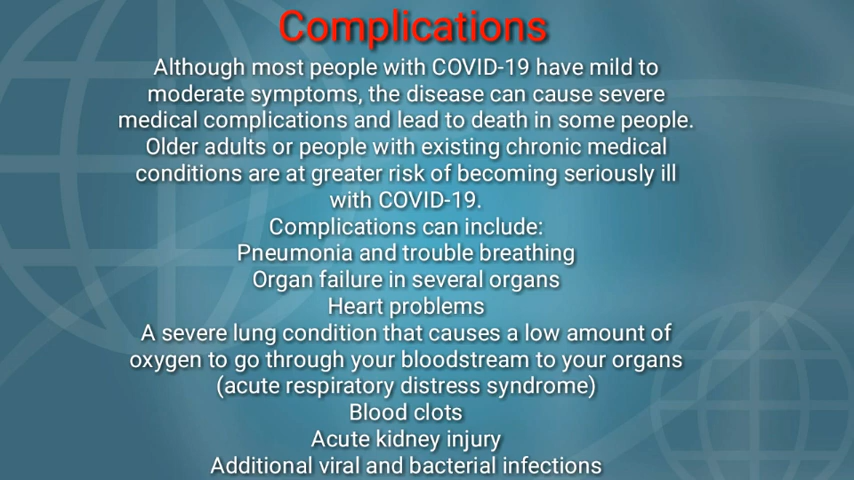 Complications
Although most people with COVID-19 have mild to
moderate symptoms, the disease can cause severe
medical complications and lead to death in some people.
Older adults or people with existing chronic medical
conditions are at greater risk of becoming seriously ill
with COVID-19.
Complications can include:
Pneumonia and trouble breathing
Organ failure in several organs
Heart problems
A severe lung condition that causes a low amount of
oxygen to go through your bloodstream to your organs
(acute respiratory distress syndrome)
Blood clots
Acute kidney injury
Additional viral and bacterial infections